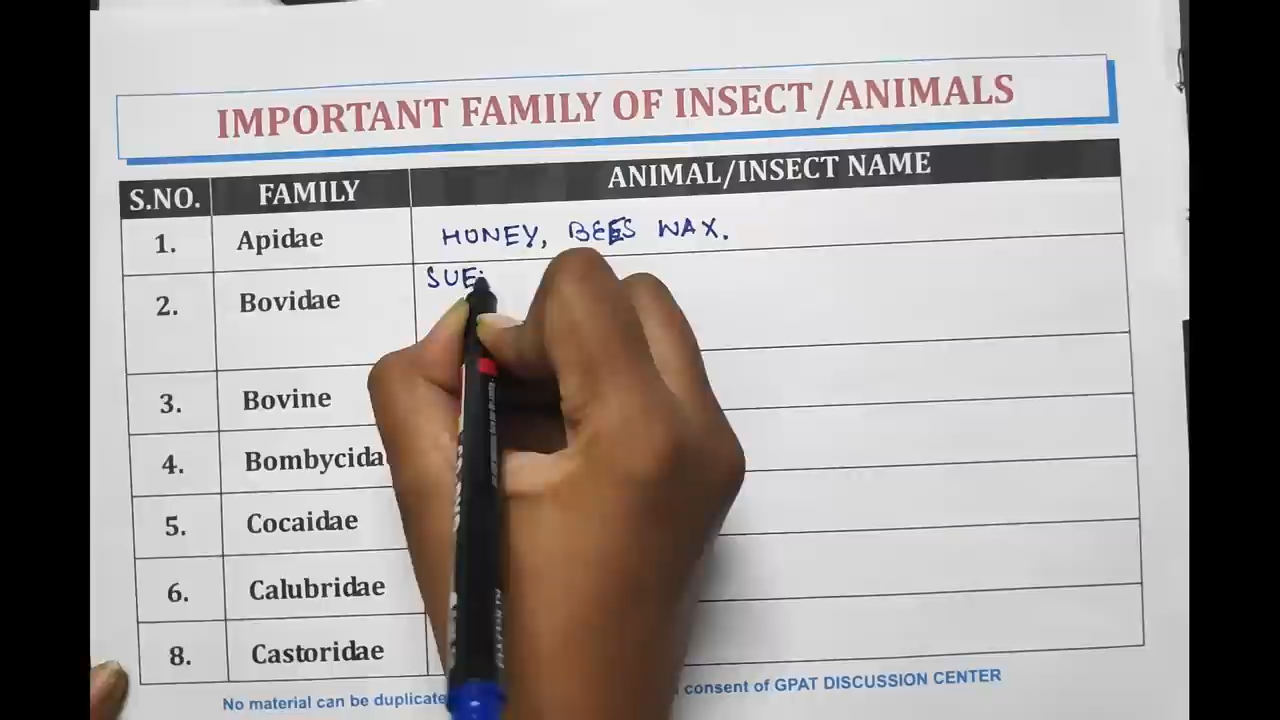 IMPORTANT FAMILY OF INSECT/ANIMALS
S.NO. FAMILY ANIMAL/INSECT NAME
1. Apidae HONEY, BEES WAX.
2. Bovidae SUE
3. Bovine
4. Bombycida
5. Cocaidae
6. Calubridae
8. Castoridae
No material can be duplicate consent of GPAT DISCUSSION CENTER